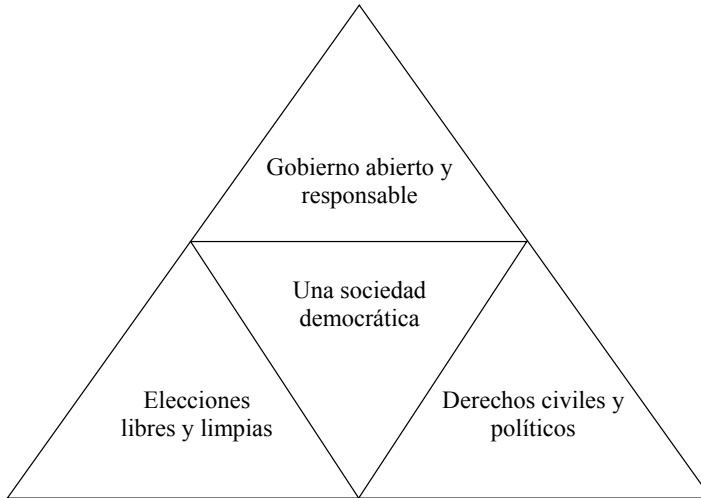 Gobierno abierto y
responsable
Una sociedad
democrática
Elecciones
libres y limpias
Derechos civiles y
políticos